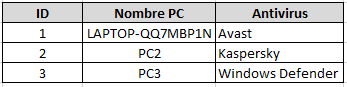 ID Nombre PC Antivirus
1 LAPTOP-QQ7MBP1N Avast
2 PC2 Kaspersky
3 PC3 Windows Defender